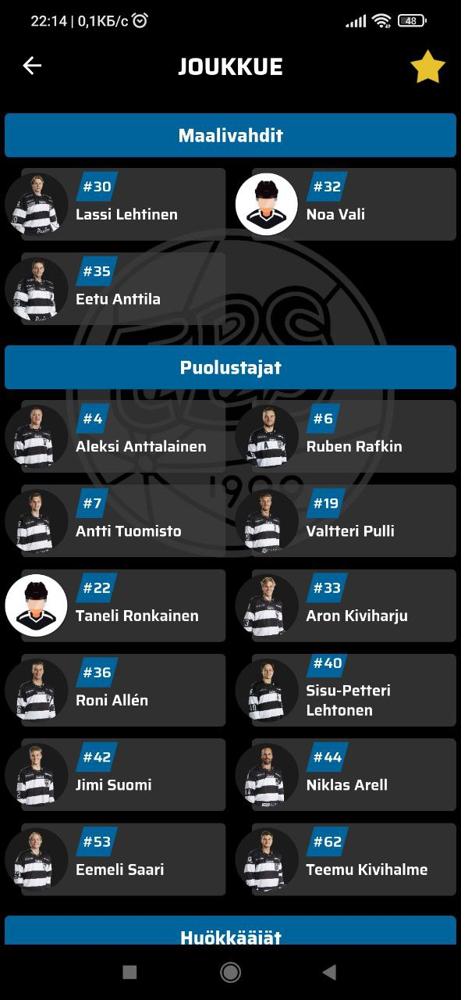 22:14 | 0,1КБ/с
48
JOUKKUE
Maalivahdit
#30
Lassi Lehtinen
#32
Noa Vali
#35
Eetu Anttila
TPS
Puolustajat
#4
Aleksi Anttalainen
#6
Ruben Rafkin
1922
#7
Antti Tuomisto
#19
Valtteri Pulli
#22
Taneli Ronkainen
#33
Aron Kiviharju
#36
Roni Allén
#40
Sisu-Petteri
Lehtonen
#42
Jimi Suomi
#44
Niklas Arell
#53
Eemeli Saari
#62
Teemu Kivihalme
Hyökkääjät